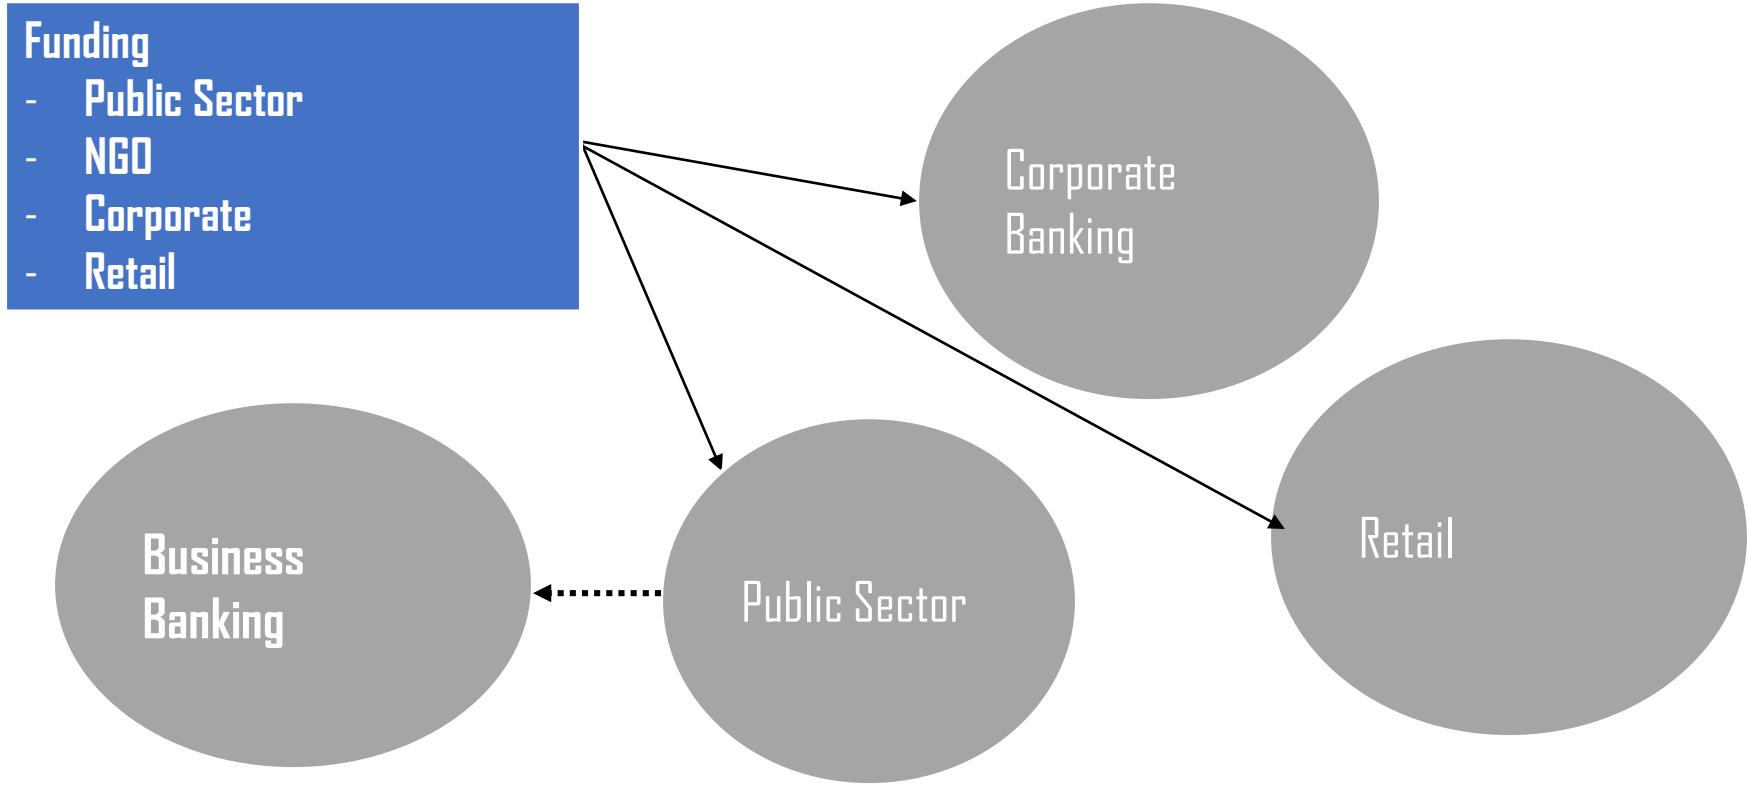 Funding
- Public Sector
- NGO
- Corporate
- Retail
Corporate
Banking
Retail
Business
Banking
Public Sector